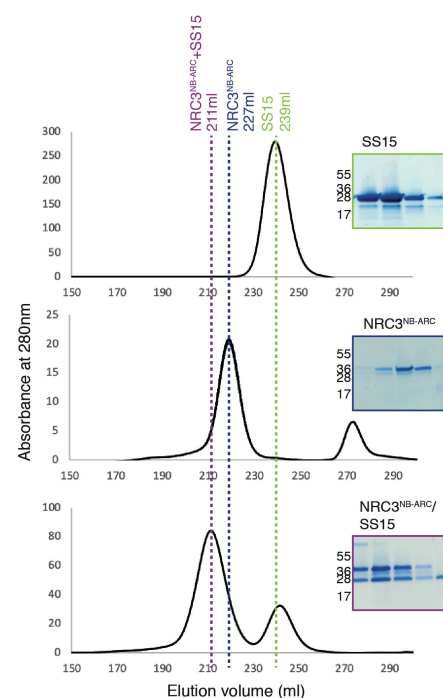 NRC3NB-ARC+SS15
211ml
NRC3NB-ARC
227ml
SS15
239ml
Absorbance at 280nm
300
250
200
150
100
50
0
150 170 190 210 230 250 270 290
SS15
55
36
28
17
25
20
15
10
5
0
150 170 190 210 230 250 270 290
NRC3NB-ARC
55
36
28
17
100
80
60
40
20
0
150 170 190 210 230 250 270 290
NRC3NB-ARC/
SS15
55
36
28
17
Elution volume (ml)